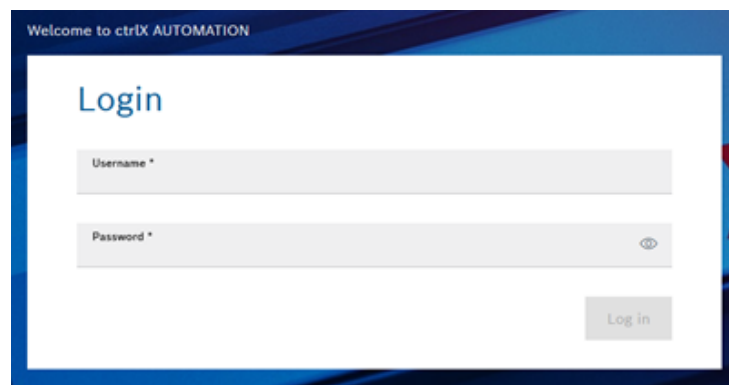 Welcome to ctrlX AUTOMATION
Login
Username *
Password *
Log in